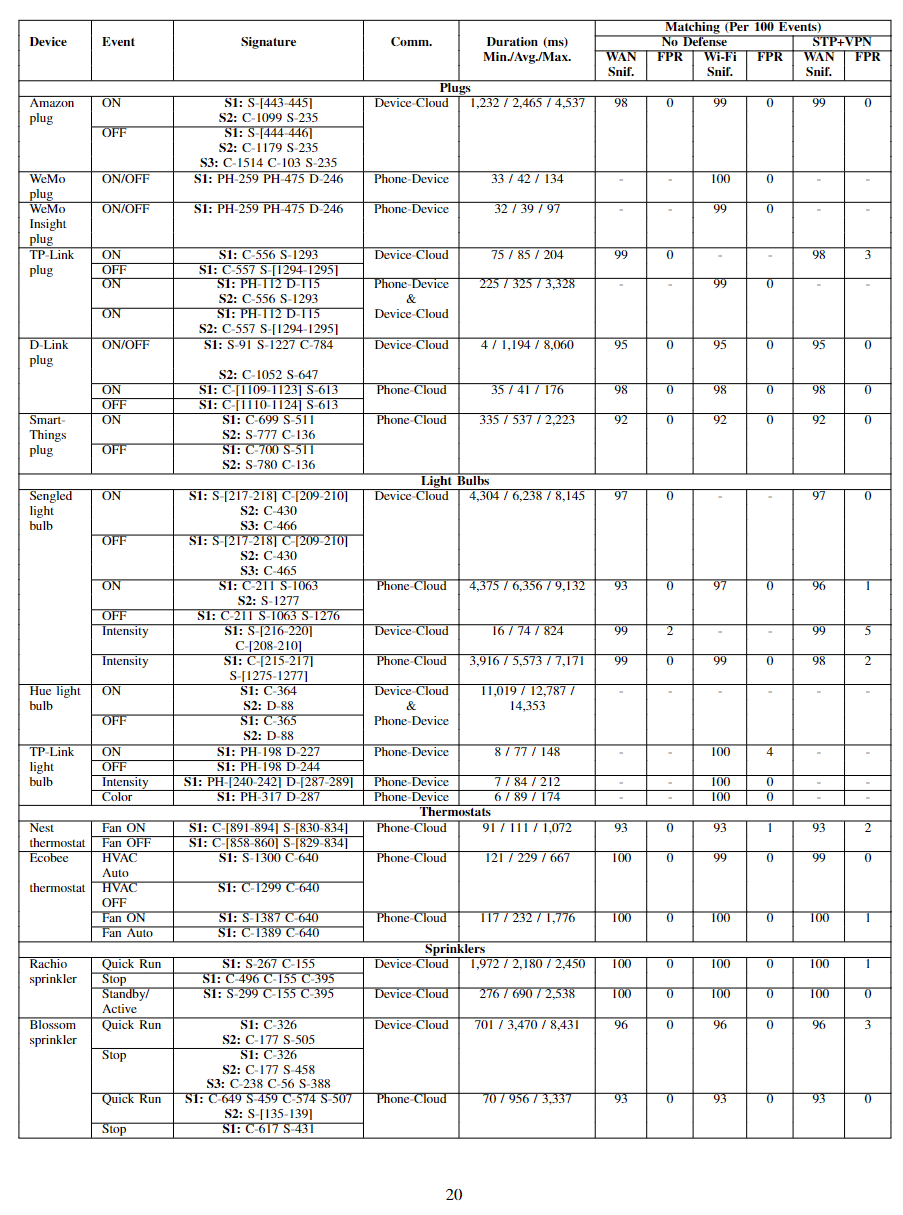 Matching (Per 100 Events)
Device Event Signature Comm. Duration (ms) No Defense STP+VPN
Min./Avg./Max. WAN FPR Wi-Fi FPR WAN FPR
Snif. Snif. Snif.
Plugs
Amazon ON S1: S-[443-445] Device-Cloud 1,232 / 2,465 / 4,537 98 0 99 0 99 0
plug S2: C-1099 S-235
OFF S1: S-[444-446]
S2: C-1179 S-235
S3: C-1514 C-103 S-235
WeMo ON/OFF S1: PH-259 PH-475 D-246 Phone-Device 33 / 42 / 134 - - 100 0 - -
plug
WeMo ON/OFF S1: PH-259 PH-475 D-246 Phone-Device 32 / 39 / 97 - - 99 0 - -
Insight
plug
TP-Link ON S1: C-556 S-1293 Device-Cloud 75 / 85 / 204 99 0 - - 98 3
plug OFF S1: C-557 S-[1294-1295]
ON S1: PH-112 D-115 Phone-Device 225 / 325 / 3,328 - - 99 0 - -
S2: C-556 S-1293 &
ON S1: PH-112 D-115 Device-Cloud
S2: C-557 S-[1294-1295]
D-Link ON/OFF S1: S-91 S-1227 C-784 Device-Cloud 4 / 1,194 / 8,060 95 0 95 0 95 0
plug
S2: C-1052 S-647
ON S1: C-[1109-1123] S-613 Phone-Cloud 35 / 41 / 176 98 0 98 0 98 0
OFF S1: C-[1110-1124] S-613
Smart- ON S1: C-699 S-511 Phone-Cloud 335 / 537 / 2,223 92 0 92 0 92 0
Things S2: S-777 C-136
plug OFF S1: C-700 S-511
S2: S-780 C-136
Light Bulbs
Sengled ON S1: S-[217-218] C-[209-210] Device-Cloud 4,304 / 6,238 / 8,145 97 0 - - 97 0
light S2: C-430
bulb S3: C-466
OFF S1: S-[217-218] C-[209-210]
S2: C-430
S3: C-465
ON S1: C-211 S-1063 Phone-Cloud 4,375 / 6,356 / 9,132 93 0 97 0 96 1
S2: S-1277
OFF S1: C-211 S-1063 S-1276
Intensity S1: S-[216-220] Device-Cloud 16 / 74 / 824 99 2 - - 99 5
C-[208-210]
Intensity S1: C-[215-217] Phone-Cloud 3,916 / 5,573 / 7,171 99 0 99 0 98 2
S-[1275-1277]
Hue light ON S1: C-364 Device-Cloud 11,019 / 12,787 / - - - - - -
bulb S2: D-88 & 14,353
OFF S1: C-365 Phone-Device
S2: D-88
TP-Link ON S1: PH-198 D-227 Phone-Device 8 / 77 / 148 - - 100 4 - -
light OFF S1: PH-198 D-244
bulb Intensity S1: PH-[240-242] D-[287-289] Phone-Device 7 / 84 / 212 - - 100 0 - -
Color S1: PH-317 D-287 Phone-Device 6 / 89 / 174 - - 100 0 - -
Thermostats
Nest Fan ON S1: C-[891-894] S-[830-834] Phone-Cloud 91 / 111 / 1,072 93 0 93 1 93 2
thermostat Fan OFF S1: C-[858-860] S-[829-834]
Ecobee HVAC S1: S-1300 C-640 Phone-Cloud 121 / 229 / 667 100 0 99 0 99 0
Auto
thermostat HVAC S1: C-1299 C-640
OFF
Fan ON S1: S-1387 C-640 Phone-Cloud 117 / 232 / 1,776 100 0 100 0 100 1
Fan Auto S1: C-1389 C-640
Sprinklers
Rachio Quick Run S1: S-267 C-155 Device-Cloud 1,972 / 2,180 / 2,450 100 0 100 0 100 1
sprinkler Stop S1: C-496 C-155 C-395
Standby/ S1: S-299 C-155 C-395 Device-Cloud 276 / 690 / 2,538 100 0 100 0 100 0
Active
Blossom Quick Run S1: C-326 Device-Cloud 701 / 3,470 / 8,431 96 0 96 0 96 3
sprinkler S2: C-177 S-505
Stop S1: C-326
S2: C-177 S-458
S3: C-238 C-56 S-388
Quick Run S1: C-649 S-459 C-574 S-507 Phone-Cloud 70 / 956 / 3,337 93 0 93 0 93 0
S2: S-[135-139]
Stop S1: C-617 S-431
20